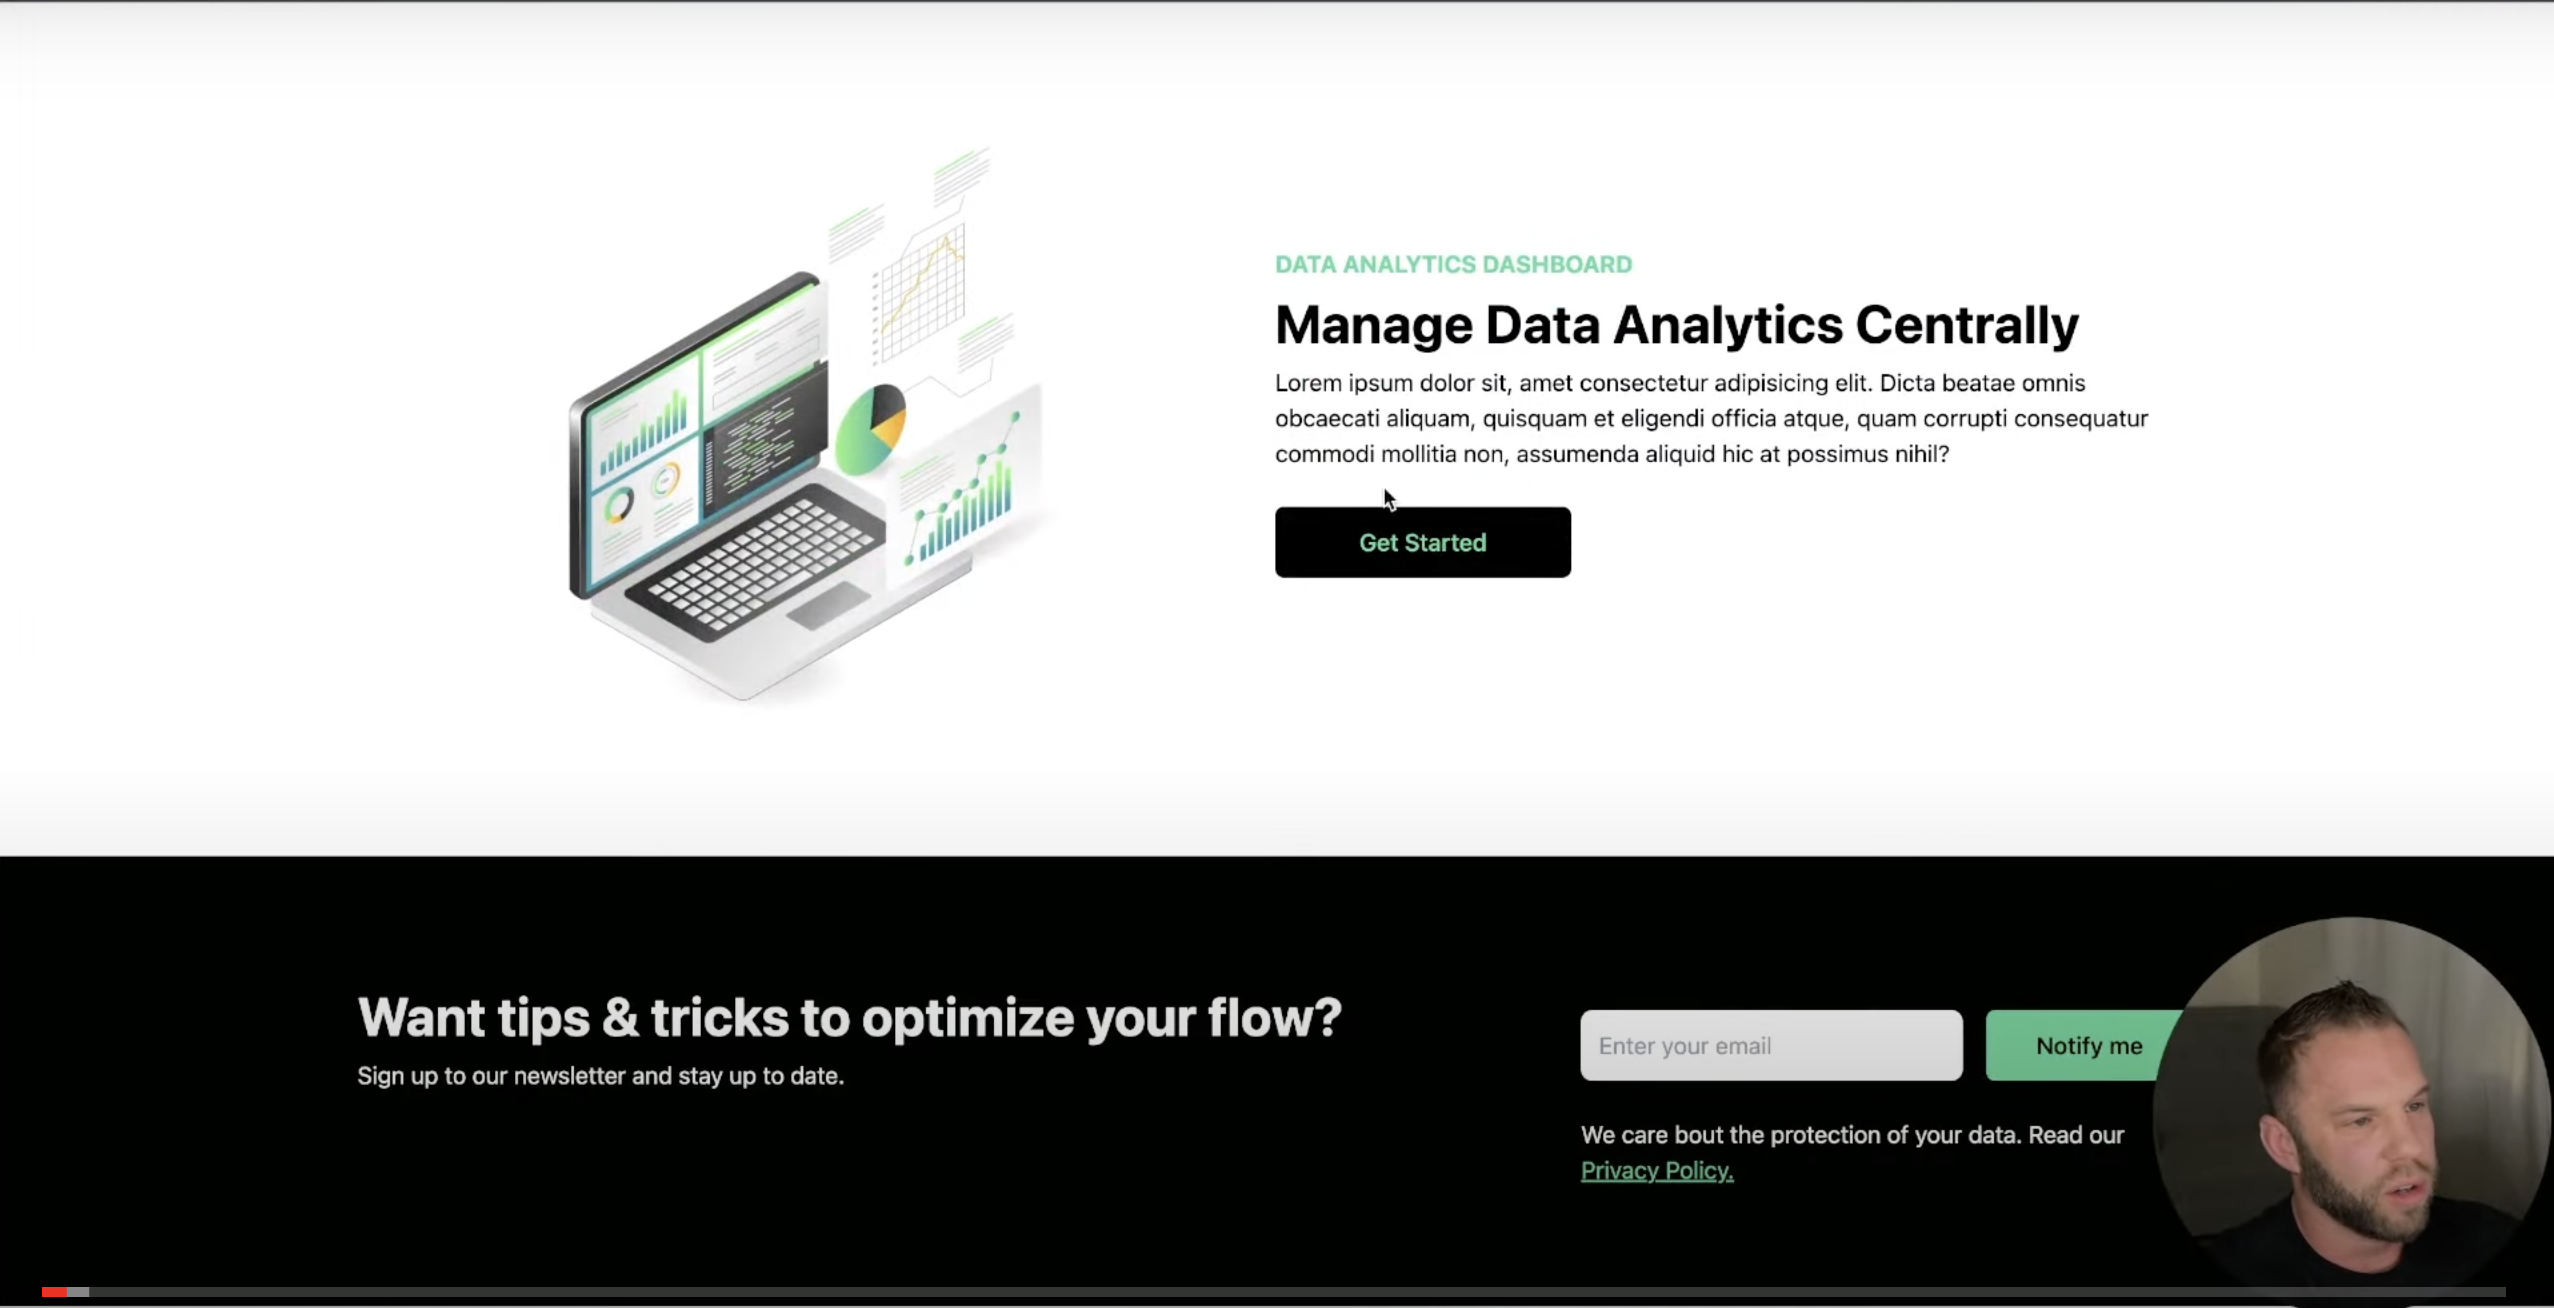 DATA ANALYTICS DASHBOARD
Manage Data Analytics Centrally
Lorem ipsum dolor sit, amet consectetur adipisicing elit. Dicta beatae omnis
obcaecati aliquam, quisquam et eligendi officia atque, quam corrupti consequatur
commodi mollitia non, assumenda aliquid hic at possimus nihil?
Get Started
Want tips & tricks to optimize your flow?
Sign up to our newsletter and stay up to date.
Enter your email
Notify me
We care bout the protection of your data. Read our
Privacy Policy.